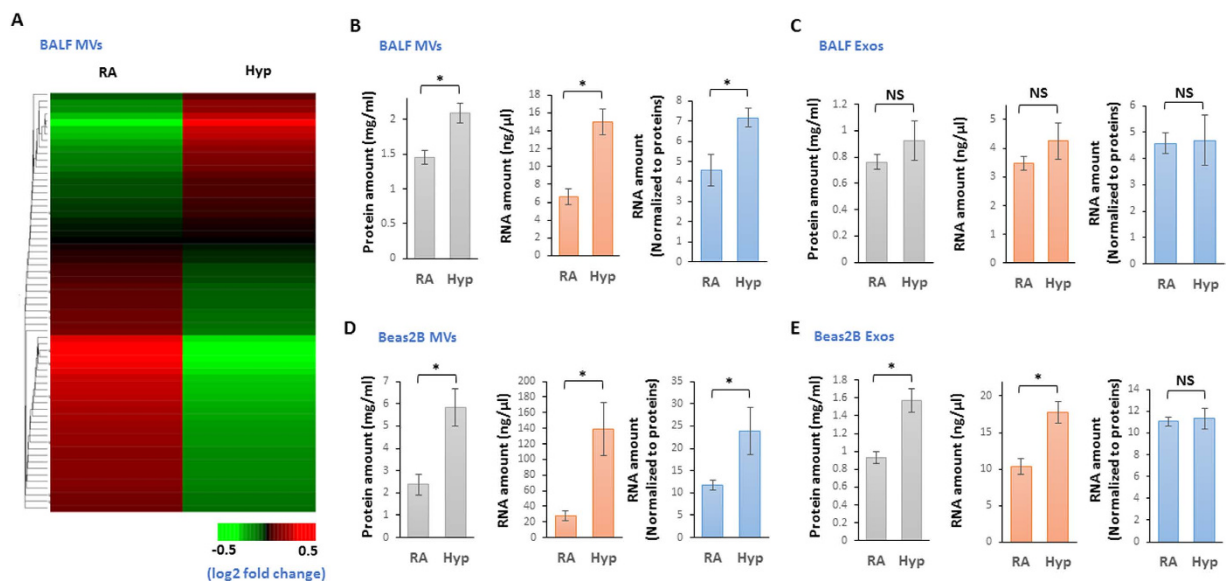 A
BALF MVs
RA Hyp
-0.5 0.5
(log2 fold change)
B
BALF MVs
Protein amount (mg/ml)
2
1.5
1
0.5
0
*
RA Hyp
RNA amount (ng/µl)
18
16
14
12
10
8
6
4
2
0
*
RA Hyp
RNA amount
(Normalized to proteins)
8
7
6
5
4
3
2
1
0
*
RA Hyp
C
BALF Exos
Protein amount (mg/ml)
1.2
1
0.8
0.6
0.4
0.2
0
NS
RA Hyp
RNA amount (ng/µl)
5
4
3
2
1
0
NS
RA Hyp
RNA amount
(Normalized to proteins)
6
5
4
3
2
1
0
NS
RA Hyp
D
Beas2B MVs
Protein amount (mg/ml)
7
6
5
4
3
2
1
0
*
RA Hyp
RNA amount (ng/µl)
200
180
160
140
120
100
80
60
40
20
0
*
RA Hyp
RNA amount
(Normalized to proteins)
35
30
25
20
15
10
5
0
*
RA Hyp
E
Beas2B Exos
Protein amount (mg/ml)
1.8
1.6
1.4
1.2
1
0.8
0.6
0.4
0.2
0
*
RA Hyp
RNA amount (ng/µl)
20
15
10
5
0
*
RA Hyp
RNA amount
(Normalized to proteins)
14
12
10
8
6
4
2
0
NS
RA Hyp